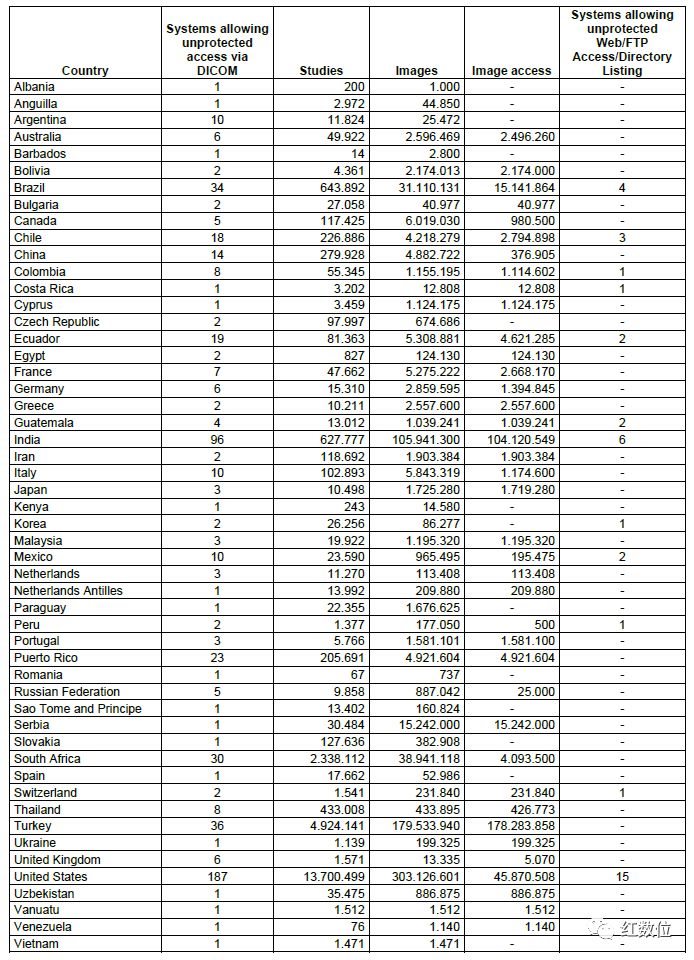 Country | Systems allowing unprotected access via DICOM | Studies | Images | Image access | Systems allowing unprotected Web/FTP Access/Directory Listing
Albania | 1 | 200 | 1.000 | - | -
Anguilla | 1 | 2.972 | 44.850 | - | -
Argentina | 10 | 11.824 | 25.472 | - | -
Australia | 6 | 49.922 | 2.596.469 | 2.496.260 | -
Barbados | 1 | 14 | 2.800 | - | -
Bolivia | 2 | 4.361 | 2.174.013 | 2.174.000 | -
Brazil | 34 | 643.892 | 31.110.131 | 15.141.864 | 4
Bulgaria | 2 | 27.058 | 40.977 | 40.977 | -
Canada | 5 | 117.425 | 6.019.030 | 980.500 | -
Chile | 18 | 226.886 | 4.218.279 | 2.794.898 | 3
China | 14 | 279.928 | 4.882.722 | 376.905 | -
Colombia | 8 | 55.345 | 1.155.195 | 1.114.602 | 1
Costa Rica | 1 | 3.202 | 12.808 | 12.808 | 1
Cyprus | 1 | 3.459 | 1.124.175 | 1.124.175 | -
Czech Republic | 2 | 97.997 | 674.686 | - | -
Ecuador | 19 | 81.363 | 5.308.881 | 4.621.285 | 2
Egypt | 2 | 827 | 124.130 | 124.130 | -
France | 7 | 47.662 | 5.275.222 | 2.668.170 | -
Germany | 6 | 15.310 | 2.859.595 | 1.394.845 | -
Greece | 2 | 10.211 | 2.557.600 | 2.557.600 | -
Guatemala | 4 | 13.012 | 1.039.241 | 1.039.241 | 2
India | 96 | 627.777 | 105.941.300 | 104.120.549 | 6
Iran | 2 | 118.692 | 1.903.384 | 1.903.384 | -
Italy | 10 | 102.893 | 5.843.319 | 1.174.600 | -
Japan | 3 | 10.498 | 1.725.280 | 1.719.280 | -
Kenya | 1 | 243 | 14.580 | - | -
Korea | 2 | 26.256 | 86.277 | - | 1
Malaysia | 3 | 19.922 | 1.195.320 | 1.195.320 | -
Mexico | 10 | 23.590 | 965.495 | 195.475 | 2
Netherlands | 3 | 11.270 | 113.408 | 113.408 | -
Netherlands Antilles | 1 | 13.992 | 209.880 | 209.880 | -
Paraguay | 1 | 22.355 | 1.676.625 | - | -
Peru | 2 | 1.377 | 177.050 | 500 | 1
Portugal | 3 | 5.766 | 1.581.101 | 1.581.100 | -
Puerto Rico | 23 | 205.691 | 4.921.604 | 4.921.604 | -
Romania | 1 | 67 | 737 | - | -
Russian Federation | 5 | 9.858 | 887.042 | 25.000 | -
Sao Tome and Principe | 1 | 13.402 | 160.824 | - | -
Serbia | 1 | 30.484 | 15.242.000 | 15.242.000 | -
Slovakia | 1 | 127.636 | 382.908 | - | -
South Africa | 30 | 2.338.112 | 38.941.118 | 4.093.500 | -
Spain | 1 | 17.662 | 52.986 | - | -
Switzerland | 2 | 1.541 | 231.840 | 231.840 | 1
Thailand | 8 | 433.008 | 433.895 | 426.773 | -
Turkey | 36 | 4.924.141 | 179.533.940 | 178.283.858 | -
Ukraine | 1 | 1.139 | 199.325 | 199.325 | -
United Kingdom | 6 | 1.571 | 13.335 | 5.070 | -
United States | 187 | 13.700.499 | 303.126.601 | 45.870.508 | 15
Uzbekistan | 1 | 35.475 | 886.875 | 886.875 | -
Vanuatu | 1 | 1.512 | 1.512 | 1.512 | -
Venezuela | 1 | 76 | 1.140 | 1.140 | -
Vietnam | 1 | 1.471 | 1.471 | - | -
红数位